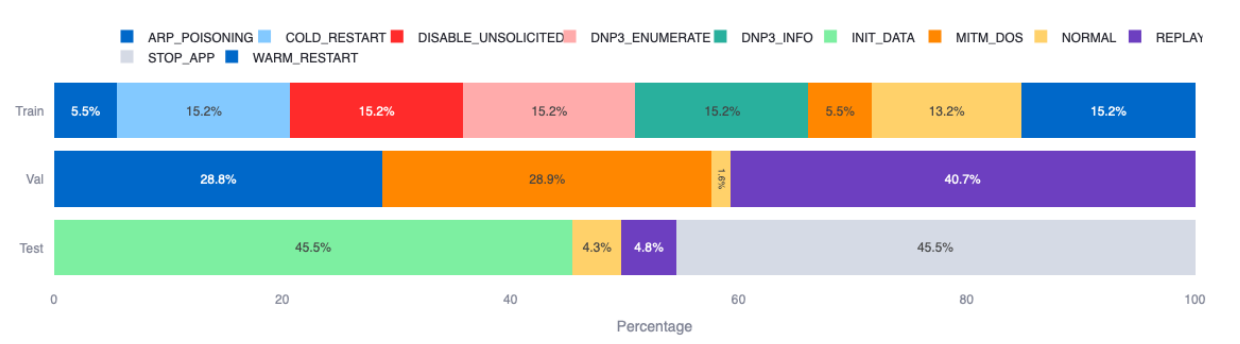 ARP_POISONING COLD_RESTART DISABLE_UNSOLICITED DNP3_ENUMERATE DNP3_INFO INIT_DATA MITM_DOS NORMAL REPLAY
STOP_APP WARM_RESTART
Train 5.5% 15.2% 15.2% 15.2% 15.2% 5.5% 13.2% 15.2%
Val 28.8% 28.9% 1.6% 40.7%
Test 45.5% 4.3% 4.8% 45.5%
0 20 40 60 80 100
Percentage